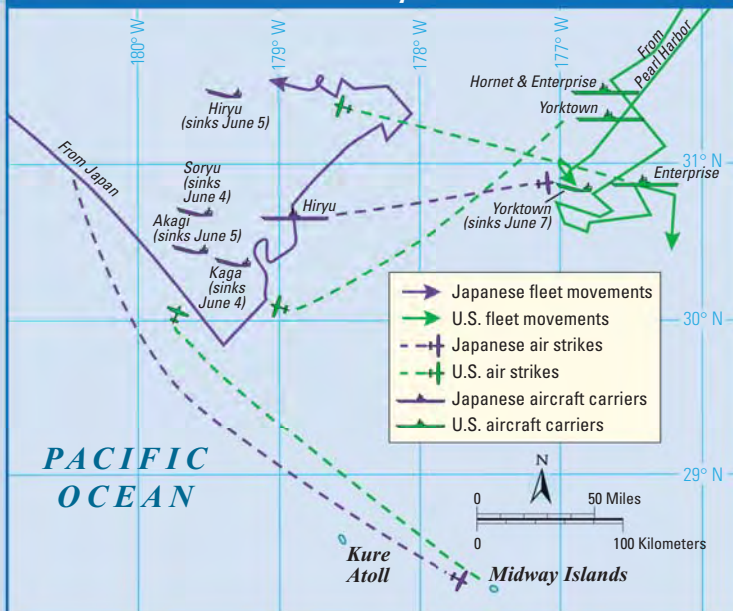 180° W
179° W
178° W
177° W
From
Pearl Harbor
Hornet & Enterprise
Yorktown
Hiryu
(sinks June 5)
From Japan
31° N
Soryu
(sinks
June 4)
Enterprise
Akagi
(sinks June 5)
Hiryu
Yorktown
(sinks June 7)
Kaga
(sinks
June 4)
30° N
Japanese fleet movements
U.S. fleet movements
Japanese air strikes
U.S. air strikes
Japanese aircraft carriers
U.S. aircraft carriers
PACIFIC
OCEAN
29° N
N
0 50 Miles
0 100 Kilometers
Kure
Atoll
Midway Islands